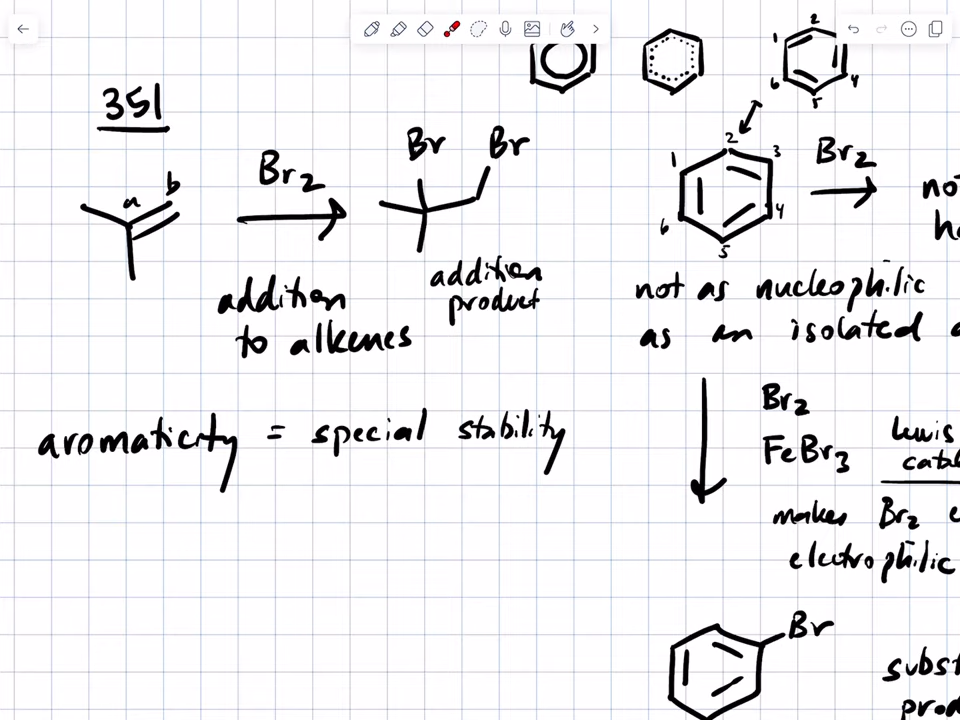 351
a b
Br2
Br Br
addition
to alkenes
addition
product
aromaticity = special stability
1 2 4 5 6
1 2 3 4 5 6
Br2
not as nucleophilic
as an isolated
Br2
FeBr3
lewis
makes Br2
electrophilic
Br